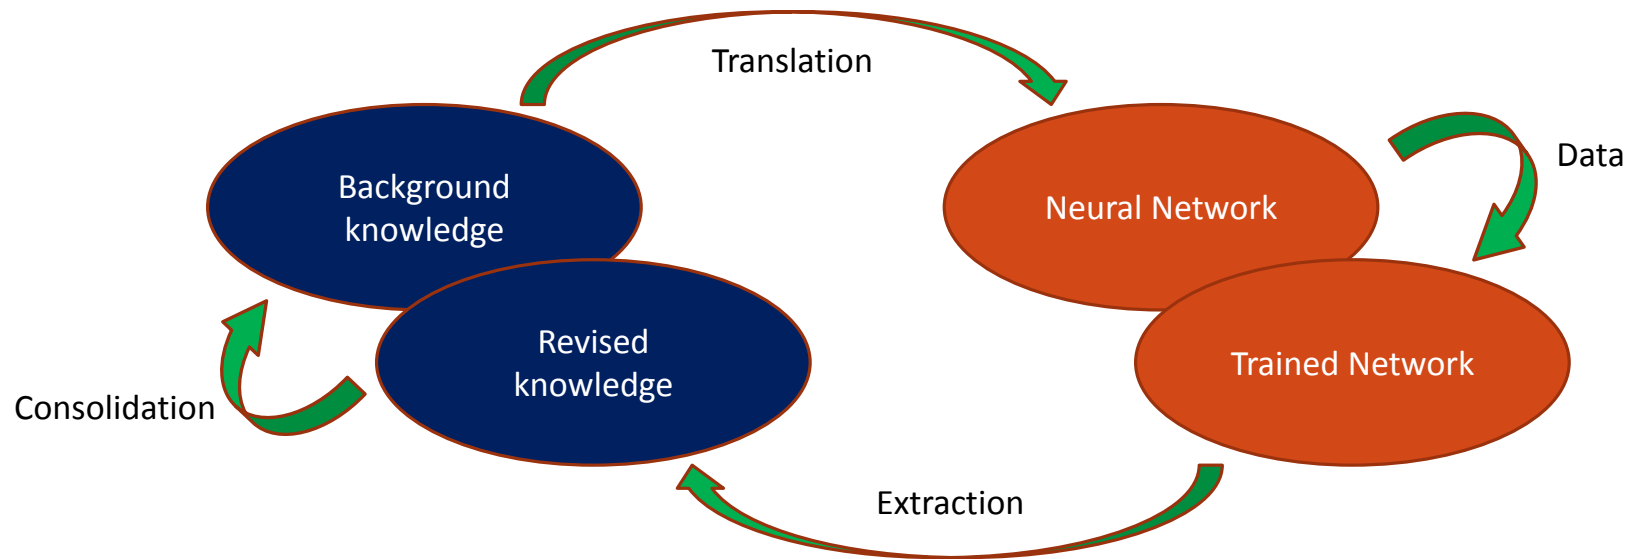 Translation
Data
Background
knowledge
Neural Network
Revised
knowledge
Trained Network
Consolidation
Extraction